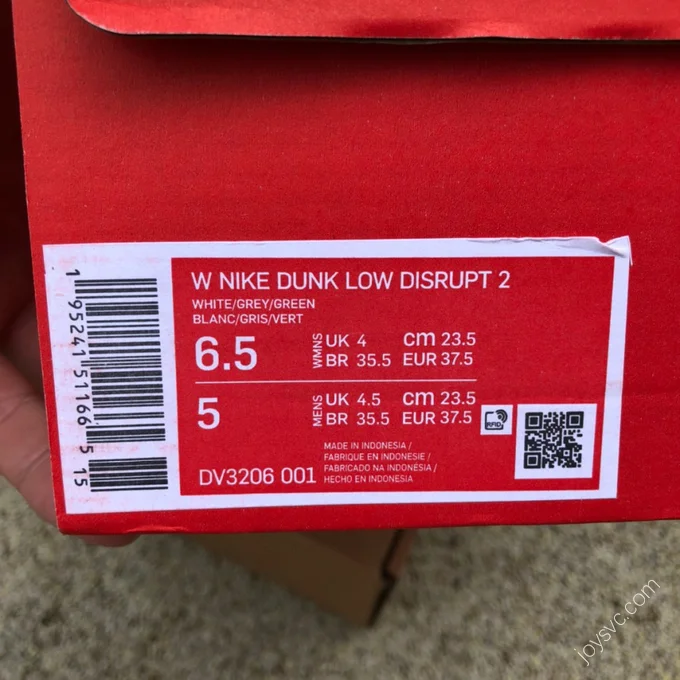 W NIKE DUNK LOW DISRUPT 2
WHITE/GREY/GREEN
BLANC/GRIS/VERT
6.5 WMNS UK 4 cm 23.5
BR 35.5 EUR 37.5
5 MENS UK 4.5 cm 23.5
BR 35.5 EUR 37.5
RFID
MADE IN INDONESIA/
FABRIQUE EN INDONESIE/
FABRICADO NA INDONÉSIA/
HECHO EN INDONESIA
DV3206 001
1 95241 51166 5 15
joysvc.com